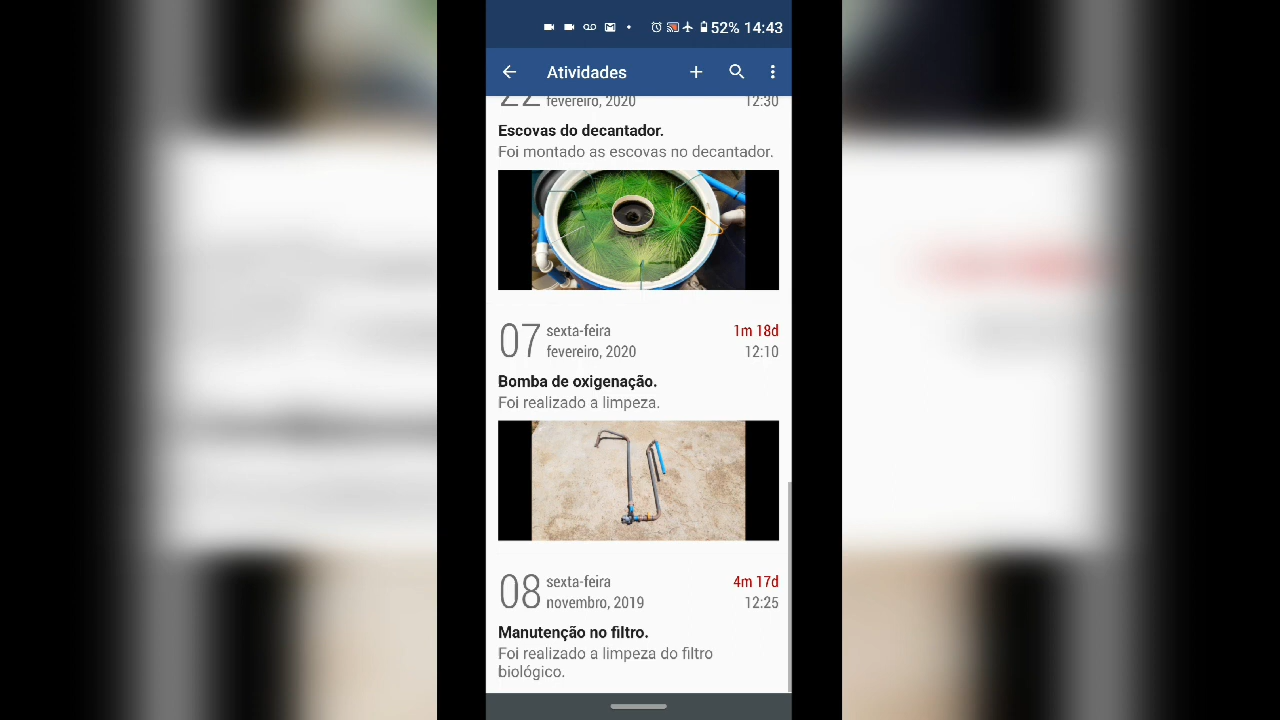 52% 14:43
Atividades
22 fevereiro, 2020 12:30
Escovas do decantador.
Foi montado as escovas no decantador.
07 sexta-feira 1m 18d
fevereiro, 2020 12:10
Bomba de oxigenação.
Foi realizado a limpeza.
08 sexta-feira 4m 17d
novembro, 2019 12:25
Manutenção no filtro.
Foi realizado a limpeza do filtro
biológico.